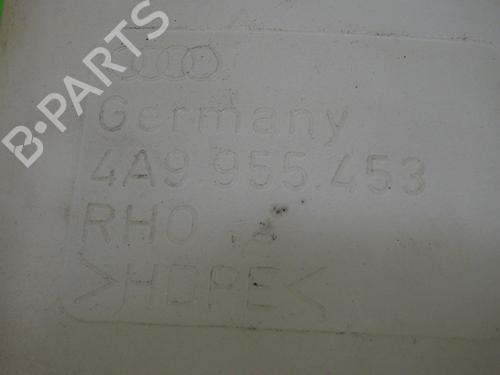 B-PARTS
Germany
4A9 955.453
RHO
>HDPE<